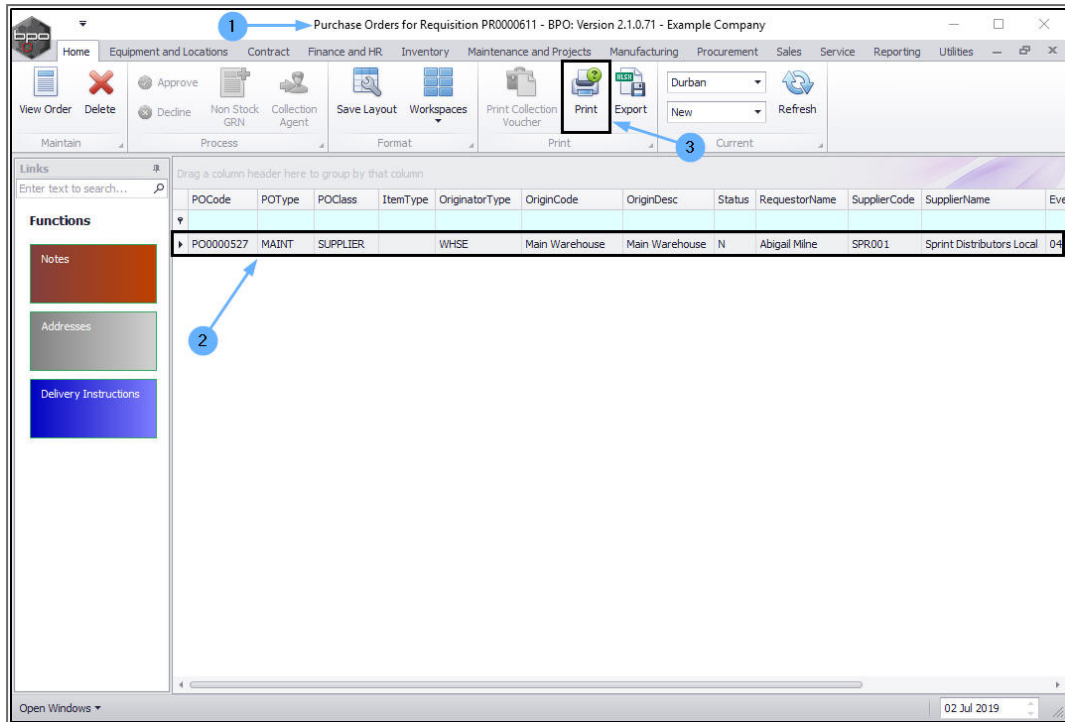 1
Purchase Orders for Requisition PR0000611 - BPO: Version 2.1.0.71 - Example Company
bpo
Home Equipment and Locations Contract Finance and HR Inventory Maintenance and Projects Manufacturing Procurement Sales Service Reporting Utilities
View Order Delete Approve Decline Non Stock GRN Collection Agent Save Layout Workspaces Print Collection Voucher Print XLSX Export Durban New Refresh
Maintain Process Format Print Current
3
Links
Enter text to search...
Drag a column header here to group by that column
POCode POType POClass ItemType OriginatorType OriginCode OriginDesc Status RequestorName SupplierCode SupplierName Eve
PO0000527 MAINT SUPPLIER WHSE Main Warehouse Main Warehouse N Abigail Milne SPR001 Sprint Distributors Local 04
2
Functions
Notes
Addresses
Delivery Instructions
Open Windows 02 Jul 2019